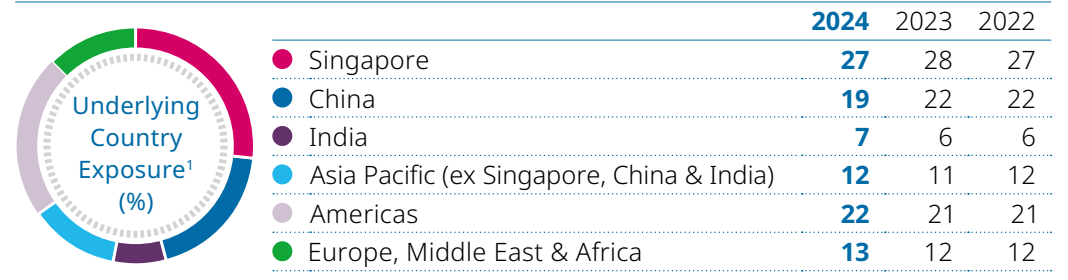 Underlying
Country
Exposure¹
(%)
2024 2023 2022
Singapore 27 28 27
China 19 22 22
India 7 6 6
Asia Pacific (ex Singapore, China & India) 12 11 12
Americas 22 21 21
Europe, Middle East & Africa 13 12 12